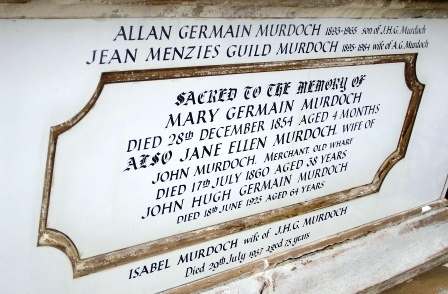 ALLAN GERMAIN MURDOCH 1895-1965 son of J.H.G. Murdoch
JEAN MENZIES GUILD MURDOCH 1895-1984 wife of A.G. Murdoch
SACRED TO THE MEMORY OF
MARY GERMAIN MURDOCH
DIED 28th DECEMBER 1854 AGED 4 MONTHS
ALSO JANE ELLEN MURDOCH, WIFE OF
JOHN MURDOCH, MERCHANT, OLD WHARF
DIED 17th JULY 1860 AGED 38 YEARS
JOHN HUGH GERMAIN MURDOCH
DIED 18th JUNE 1925 AGED 64 YEARS
ISABEL MURDOCH wife of J.H.G. MURDOCH
Died 29th July 1937 aged 75 years